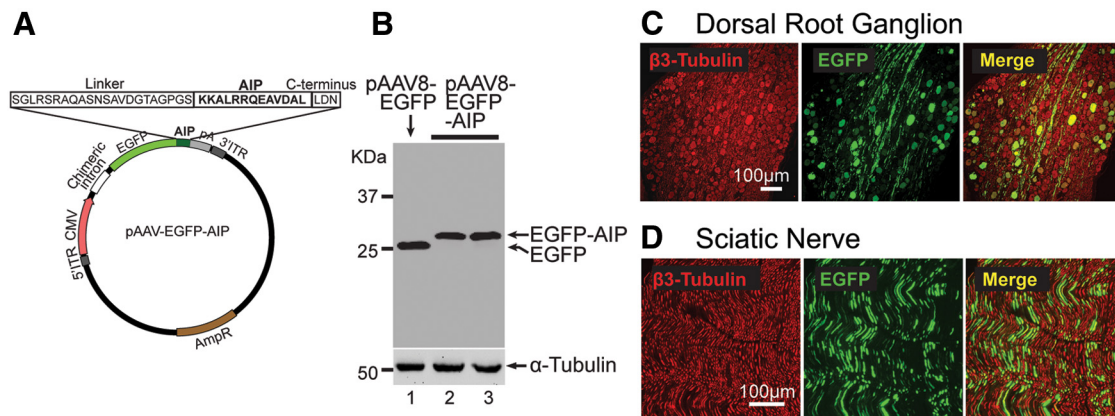 A
Linker
AIP
C-terminus
SGLRSRAQASNSAVDGTAGPGS
KKALRRQEAVDAL
LDN
EGFP
AIP
pA
3'ITR
Chimeric
intron
CMV
5'ITR
pAAV-EGFP-AIP
AmpR
B
pAAV8-
EGFP
pAAV8-
EGFP
-AIP
KDa
37
25
EGFP-AIP
EGFP
50
α-Tubulin
1 2 3
C Dorsal Root Ganglion
β3-Tubulin
EGFP
Merge
100μm
D Sciatic Nerve
β3-Tubulin
EGFP
Merge
100μm